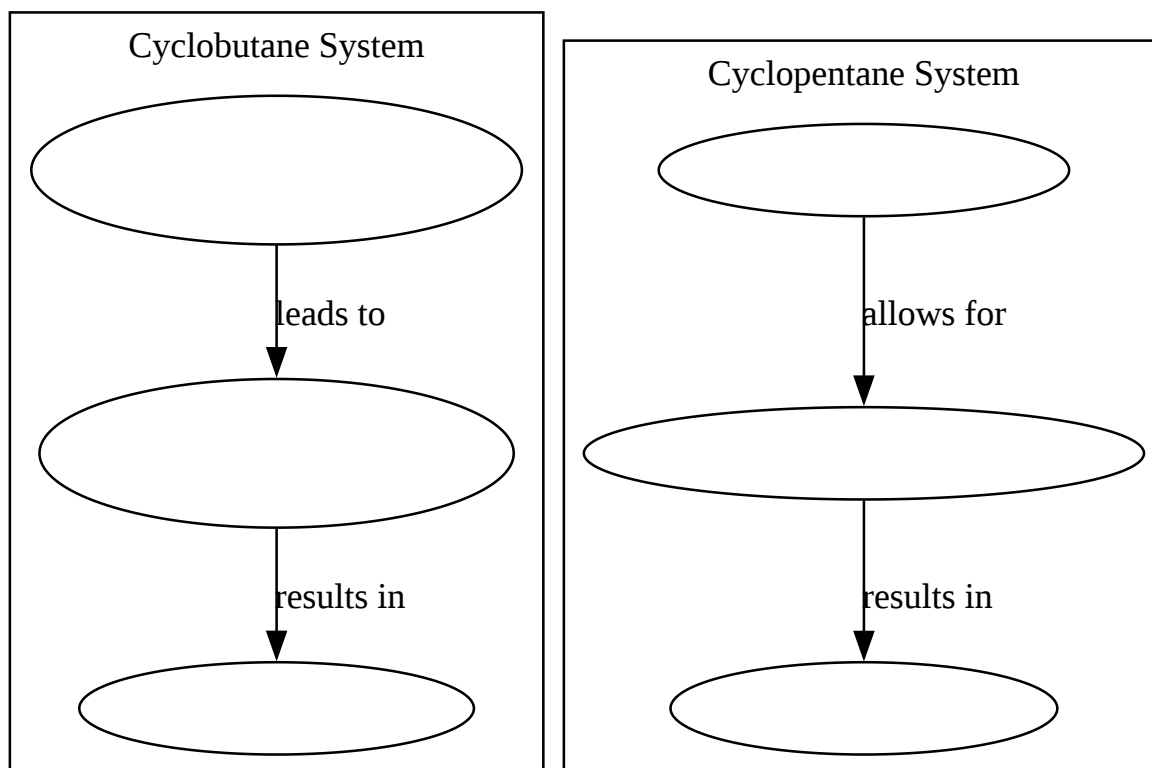 Cyclobutane System
leads to
results in
Cyclopentane System
allows for
results in